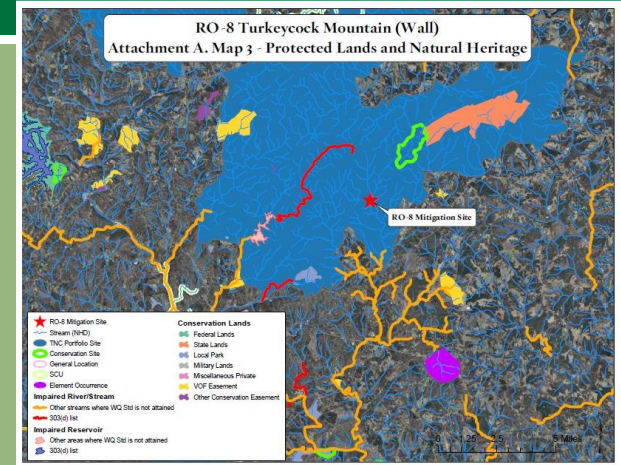 RO-8 Turkeycock Mountain (Wall)
Attachment A. Map 3 - Protected Lands and Natural Heritage
RO-8 Mitigation Site
RO-8 Mitigation Site
Stream (NHD)
TNC Portfolio Site
Conservation Site
General Location
SCU
Element Occurrence
Impaired River/Stream
Other streams where WQ Std is not attained
303(d) list
Impaired Reservoir
Other areas where WQ Std is not attained
303(d) list
Conservation Lands
Federal Lands
State Lands
Local Park
Military Lands
Miscellaneous Private
VOF Easement
Other Conservation Easement
0 1.25 2.5 5 Miles